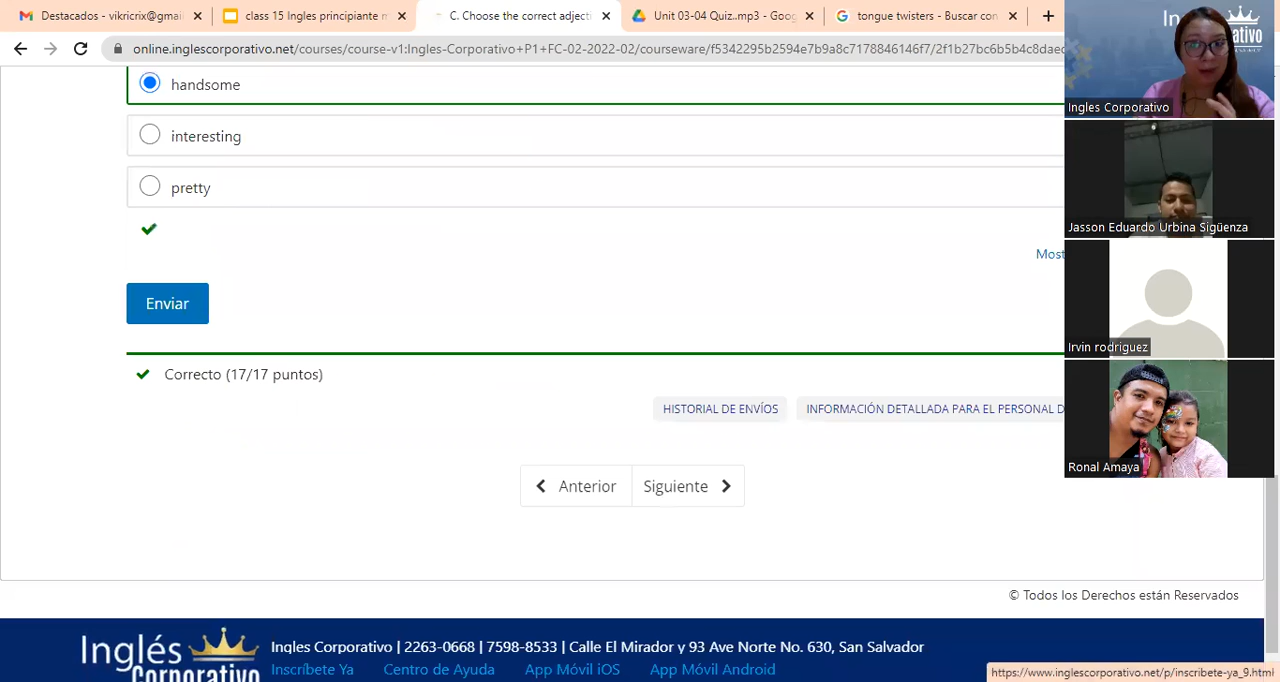 Destacados - vikricrix@gmai
class 15 Ingles principiante m
C. Choose the correct adjecti
Unit 03-04 Quiz..mp3 - Goog
tongue twisters - Buscar con
online.inglescorporativo.net/courses/course-v1:Ingles-Corporativo+P1+FC-02-2022-02/courseware/f5342295b2594e7b9a8c7178846146f7/2f1b27bc6b5b4c8daec
handsome
interesting
pretty
Most
Enviar
Correcto (17/17 puntos)
HISTORIAL DE ENVÍOS
INFORMACIÓN DETALLADA PARA EL PERSONAL D
Anterior
Siguiente
© Todos los Derechos están Reservados
Inglés
Corporativo
Ingles Corporativo | 2263-0668 | 7598-8533 | Calle El Mirador y 93 Ave Norte No. 630, San Salvador
Inscríbete Ya
Centro de Ayuda
App Móvil iOS
App Móvil Android
https://www.inglescorporativo.net/p/inscribete-ya_9.html
Ingles Corporativo
Jasson Eduardo Urbina Sigüenza
Irvin rodriguez
Ronal Amaya